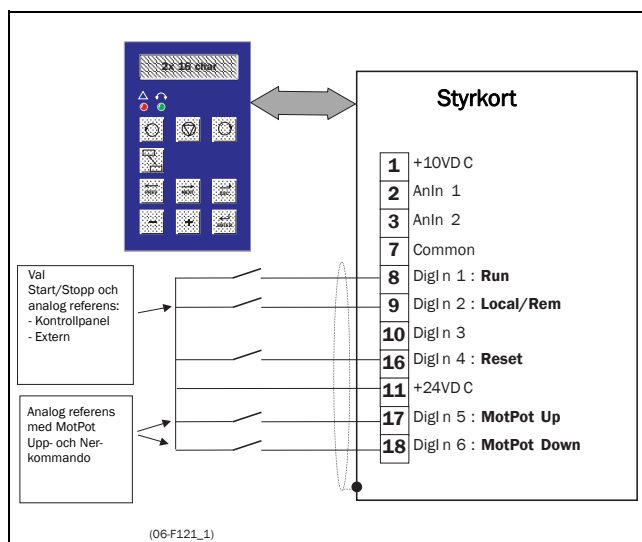 2x 16 char
Styrkort
1 +10VDC
2 AnIn 1
3 AnIn 2
7 Common
8 DigIn 1 : Run
9 DigIn 2 : Local/Rem
10 DigIn 3
16 DigIn 4 : Reset
11 +24VDC
17 DigIn 5 : MotPot Up
18 DigIn 6 : MotPot Down
Val
Start/Stopp och
analog referens:
- Kontrollpanel
- Extern
Analog referens
med MotPot
Upp- och Ner-
kommando
(06-F121_1)